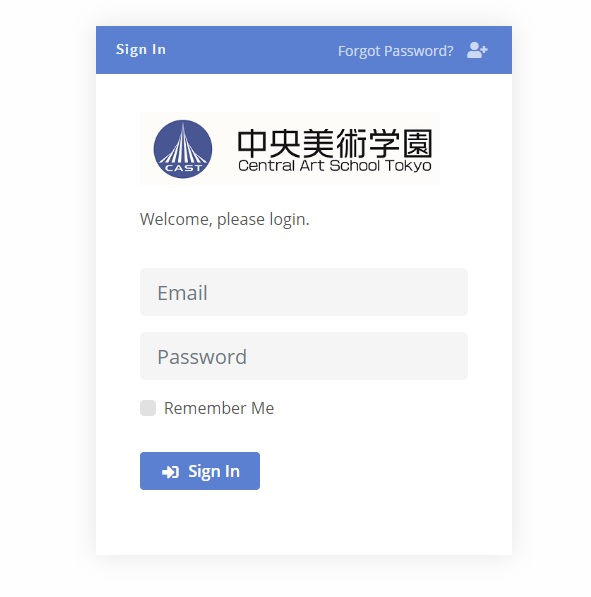 Sign In
Forgot Password?
CAST
中央美術学園
Central Art School Tokyo
Welcome, please login.
Email
Password
Remember Me
Sign In